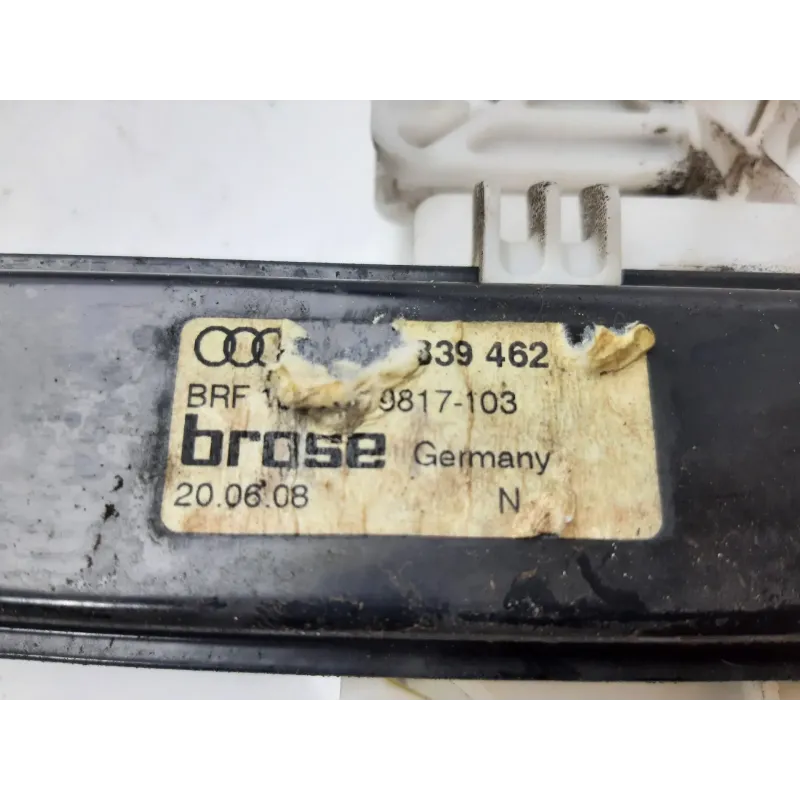 839 462
BRF 9817-103
brose Germany
20.06.08 N